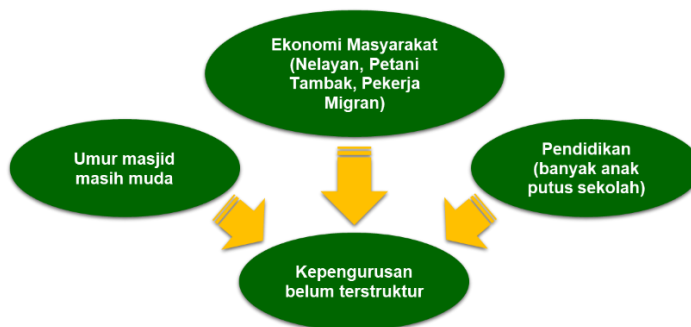 Ekonomi Masyarakat
(Nelayan, Petani
Tambak, Pekerja
Migran)
Umur masjid
masih muda
Pendidikan
(banyak anak
putus sekolah)
Kepengurusan
belum terstruktur